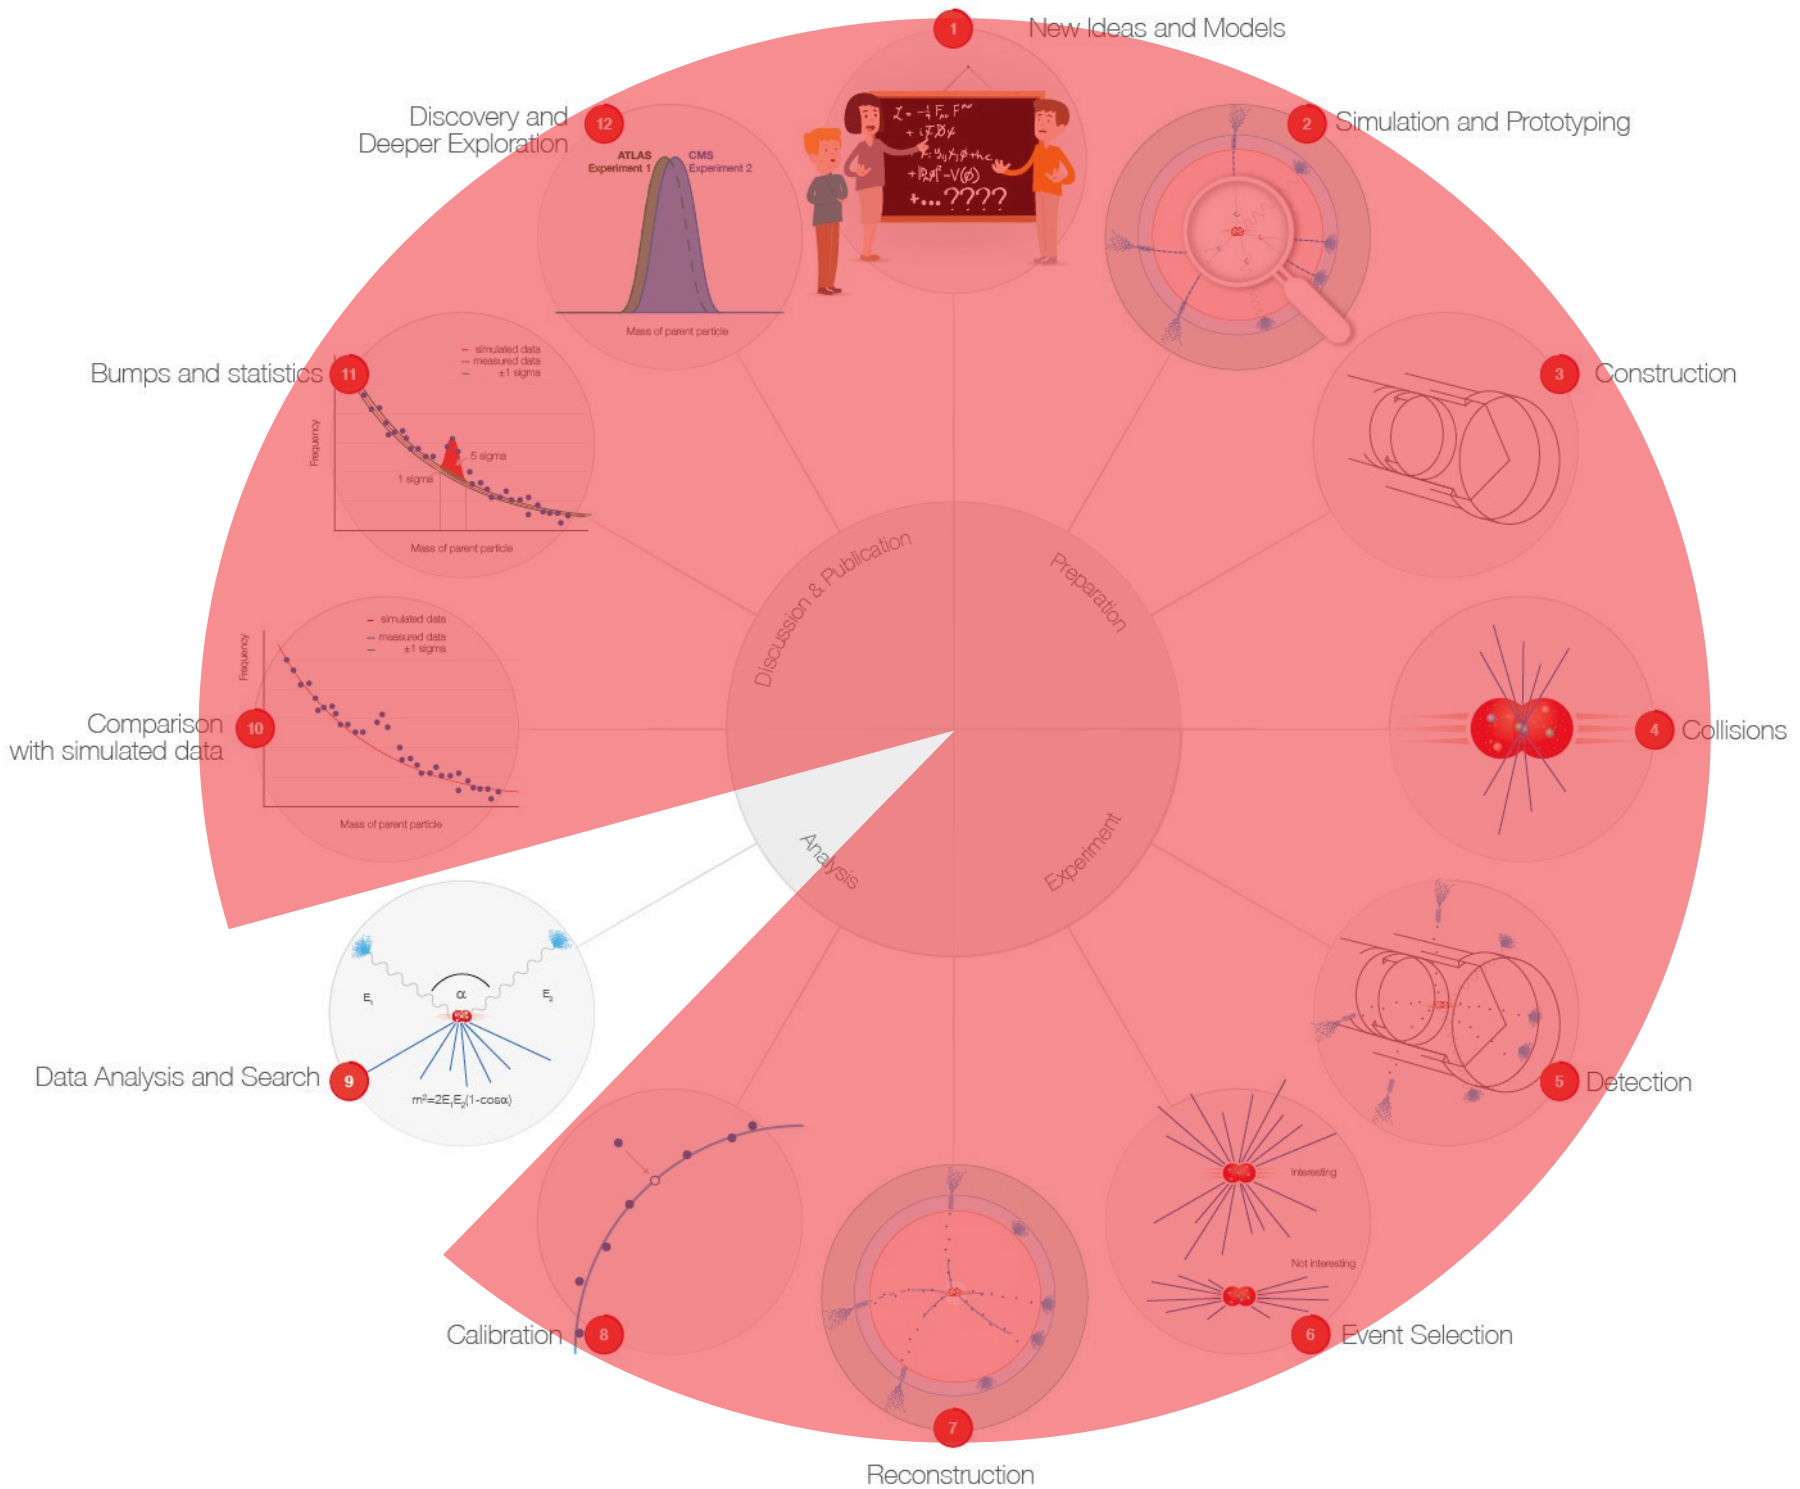 1
New Ideas and Models
2
Simulation and Prototyping
3
Construction
4
Collisions
5
Detection
Interesting
Not interesting
6
Event Selection
7
Reconstruction
8
Calibration
E1
α
E2
m²=2E1E2(1-cosα)
9
Data Analysis and Search
simulated data
measured data
±1 sigma
Frequency
Mass of parent particle
10
Comparison
with simulated data
simulated data
measured data
±1 sigma
Frequency
5 sigma
1 sigma
Mass of parent particle
11
Bumps and statistics
ATLAS
Experiment 1
CMS
Experiment 2
Mass of parent particle
12
Discovery and
Deeper Exploration
Discussion & Publication
Preparation
Experiment
Analysis
+...????